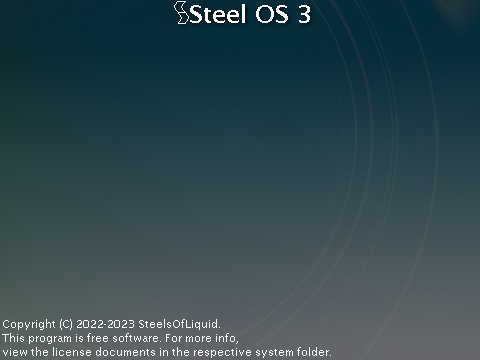 Steel OS 3
Copyright (C) 2022-2023 SteelsOfLiquid.
This program is free software. For more info,
view the license documents in the respective system folder.